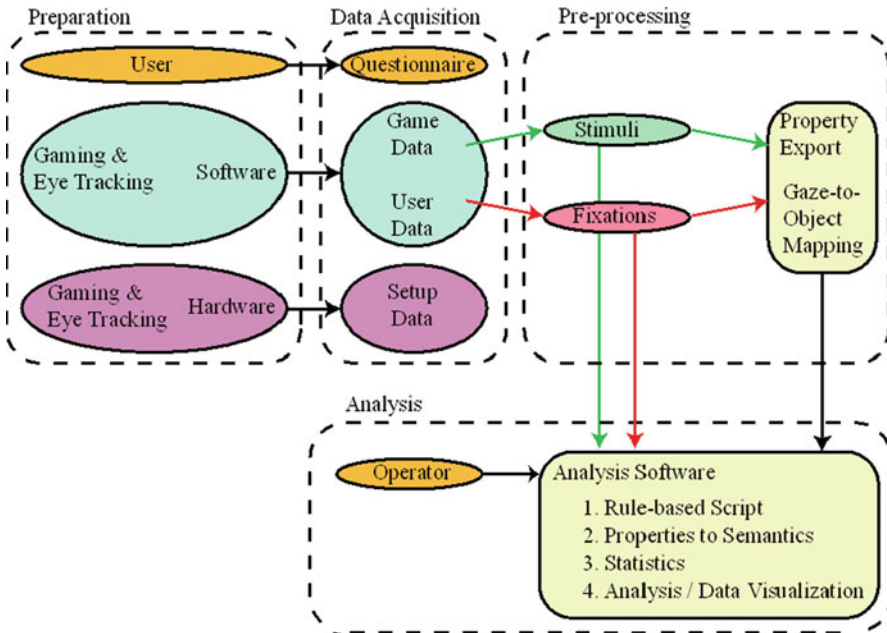 Preparation
Data Acquisition
Pre-processing
User
Questionnaire
Gaming &
Eye Tracking
Software
Game
Data
User
Data
Stimuli
Fixations
Property
Export
Gaze-to-
Object
Mapping
Gaming &
Eye Tracking
Hardware
Setup
Data
Analysis
Operator
Analysis Software
1. Rule-based Script
2. Properties to Semantics
3. Statistics
4. Analysis / Data Visualization